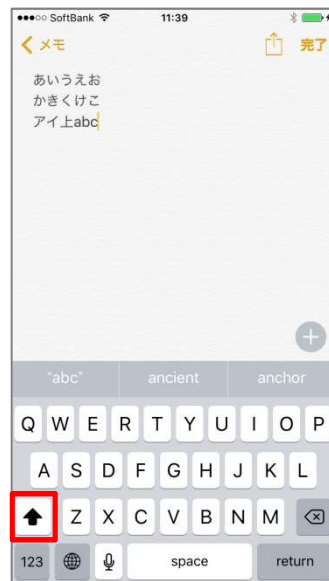 SoftBank 11:39
メモ 完了
あいうえお
かきくけこ
アイ上abc
“abc” ancient anchor
Q W E R T Y U I O P
A S D F G H J K L
Z X C V B N M
123 space return